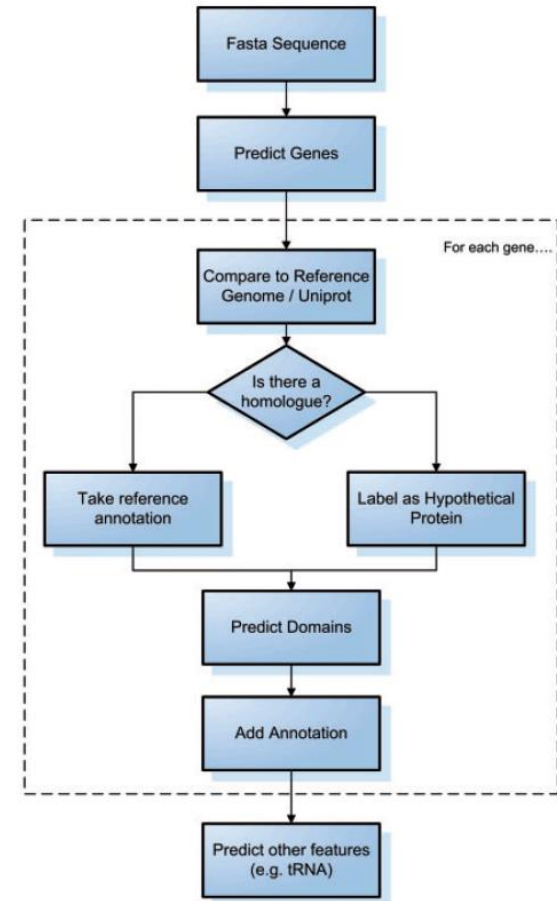 Fasta Sequence
Predict Genes
For each gene....
Compare to Reference
Genome / Uniprot
Is there a
homologue?
Take reference
annotation
Label as Hypothetical
Protein
Predict Domains
Add Annotation
Predict other features
(e.g. tRNA)